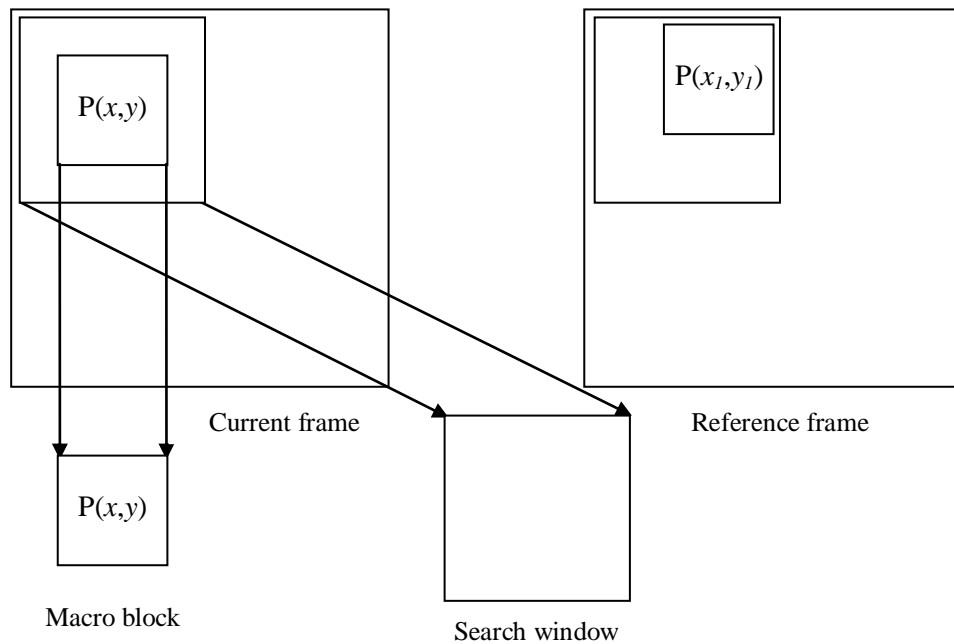 P(x,y)
P(x₁,y₁)
Current frame
Reference frame
P(x,y)
Macro block
Search window